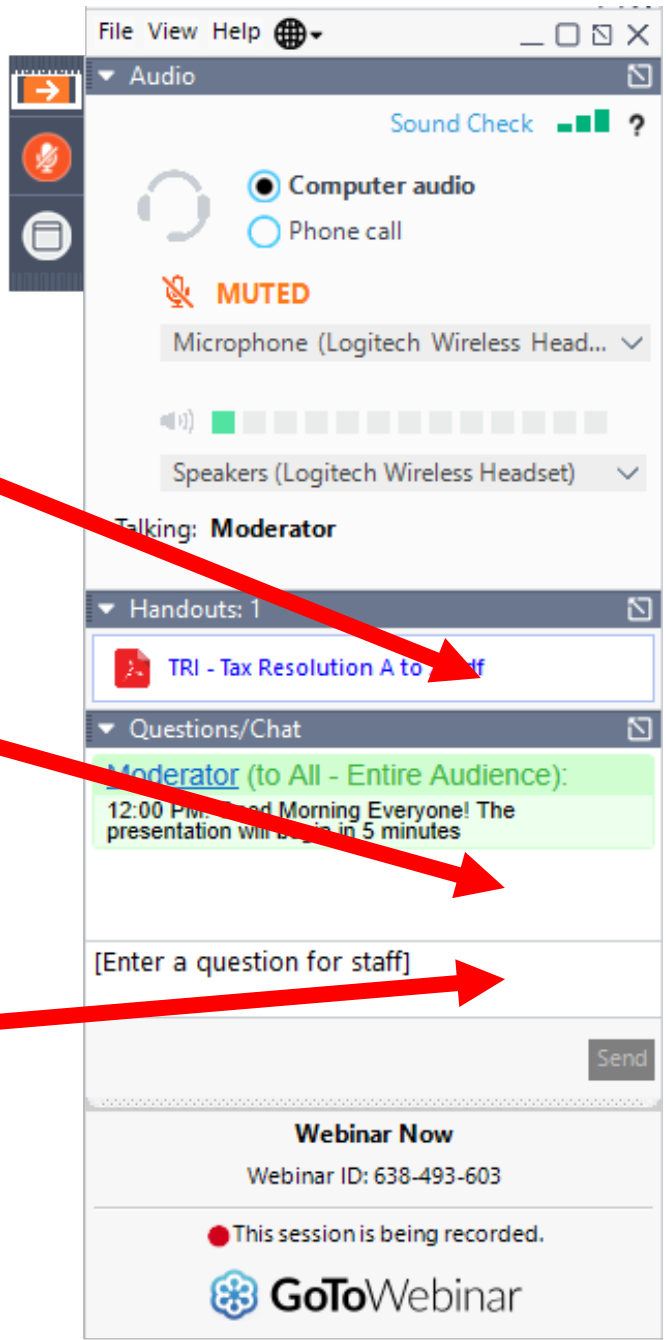 File View Help
Audio
Sound Check ?
Computer audio
Phone call
MUTED
Microphone (Logitech Wireless Head...
Speakers (Logitech Wireless Headset)
Talking: Moderator
Handouts: 1
TRI - Tax Resolution A to
Questions/Chat
Moderator (to All - Entire Audience):
12:00 PM: Good Morning Everyone! The
presentation will begin in 5 minutes
[Enter a question for staff]
Send
Webinar Now
Webinar ID: 638-493-603
This session is being recorded.
GoToWebinar